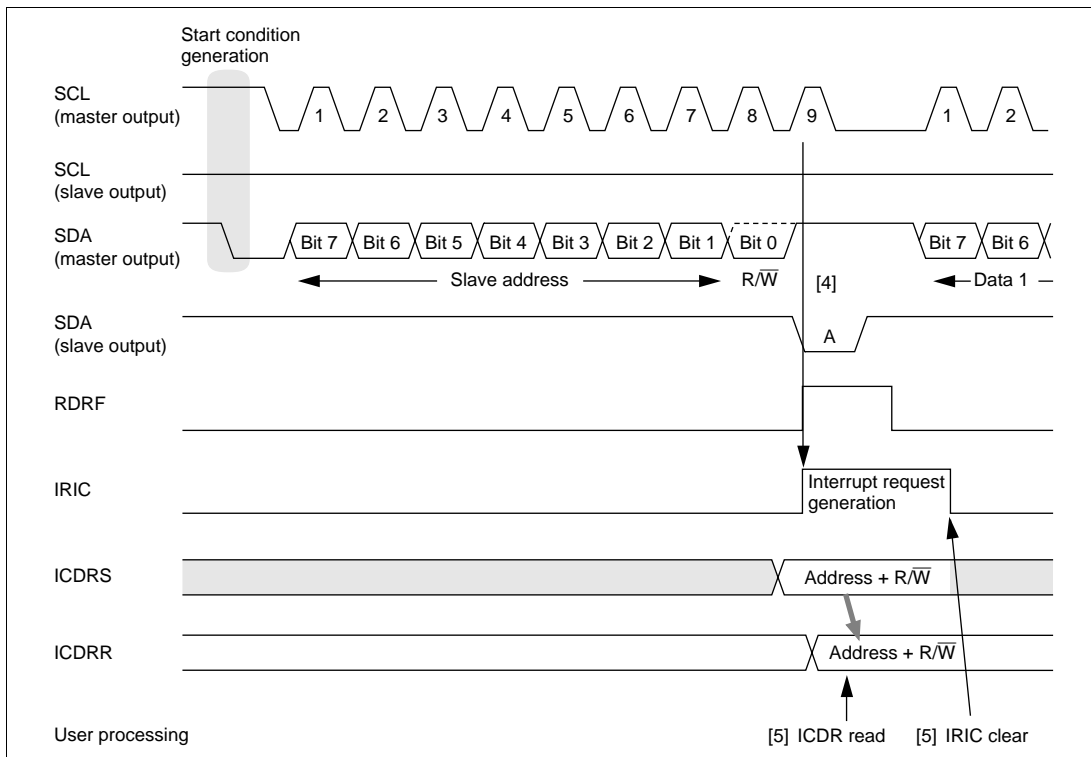 Start condition
generation
SCL
(master output)
1 2 3 4 5 6 7 8 9 1 2
SCL
(slave output)
SDA
(master output)
Bit 7 Bit 6 Bit 5 Bit 4 Bit 3 Bit 2 Bit 1 Bit 0 Bit 7 Bit 6
Slave address R/W̅ [4] Data 1
SDA
(slave output)
A
RDRF
IRIC
Interrupt request
generation
ICDRS
Address + R/W̅
ICDRR
Address + R/W̅
User processing
[5] ICDR read [5] IRIC clear